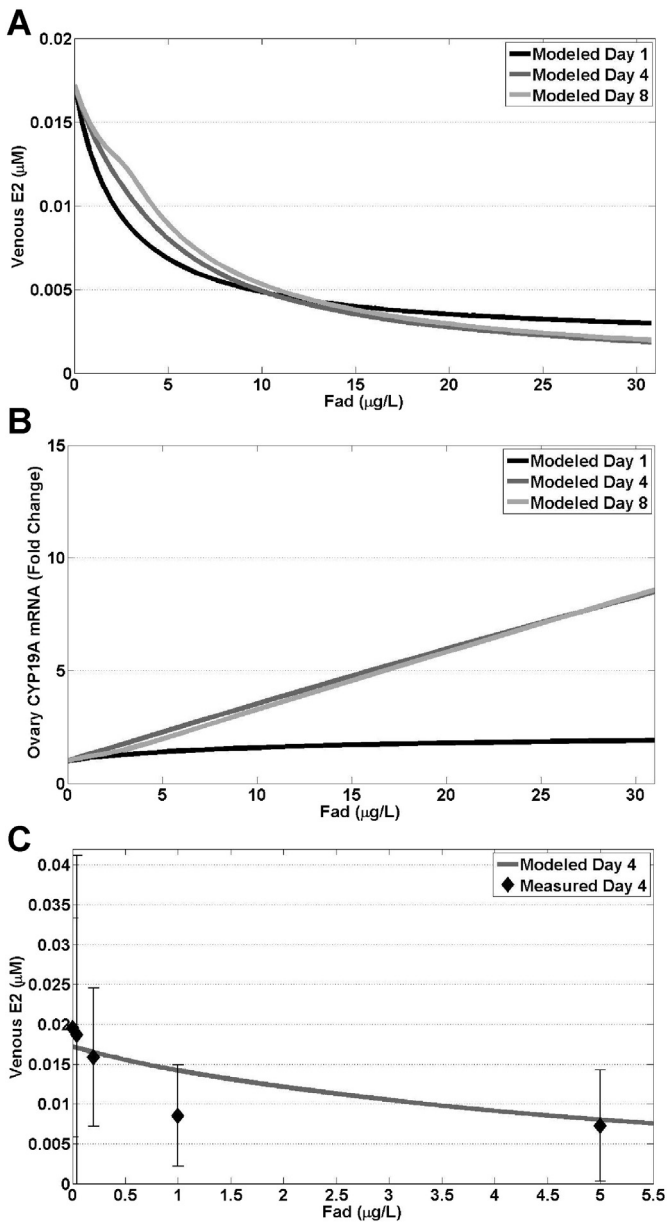 A
0.02
0.015
0.01
0.005
0
Venous E2 (μM)
Modeled Day 1
Modeled Day 4
Modeled Day 8
0 5 10 15 20 25 30
Fad (μg/L)
B
15
10
5
0
Ovary CYP19A mRNA (Fold Change)
Modeled Day 1
Modeled Day 4
Modeled Day 8
0 5 10 15 20 25 30
Fad (μg/L)
C
0.04
0.035
0.03
0.025
0.02
0.015
0.01
0.005
0
Venous E2 (μM)
Modeled Day 4
Measured Day 4
0 0.5 1 1.5 2 2.5 3 3.5 4 4.5 5 5.5
Fad (μg/L)